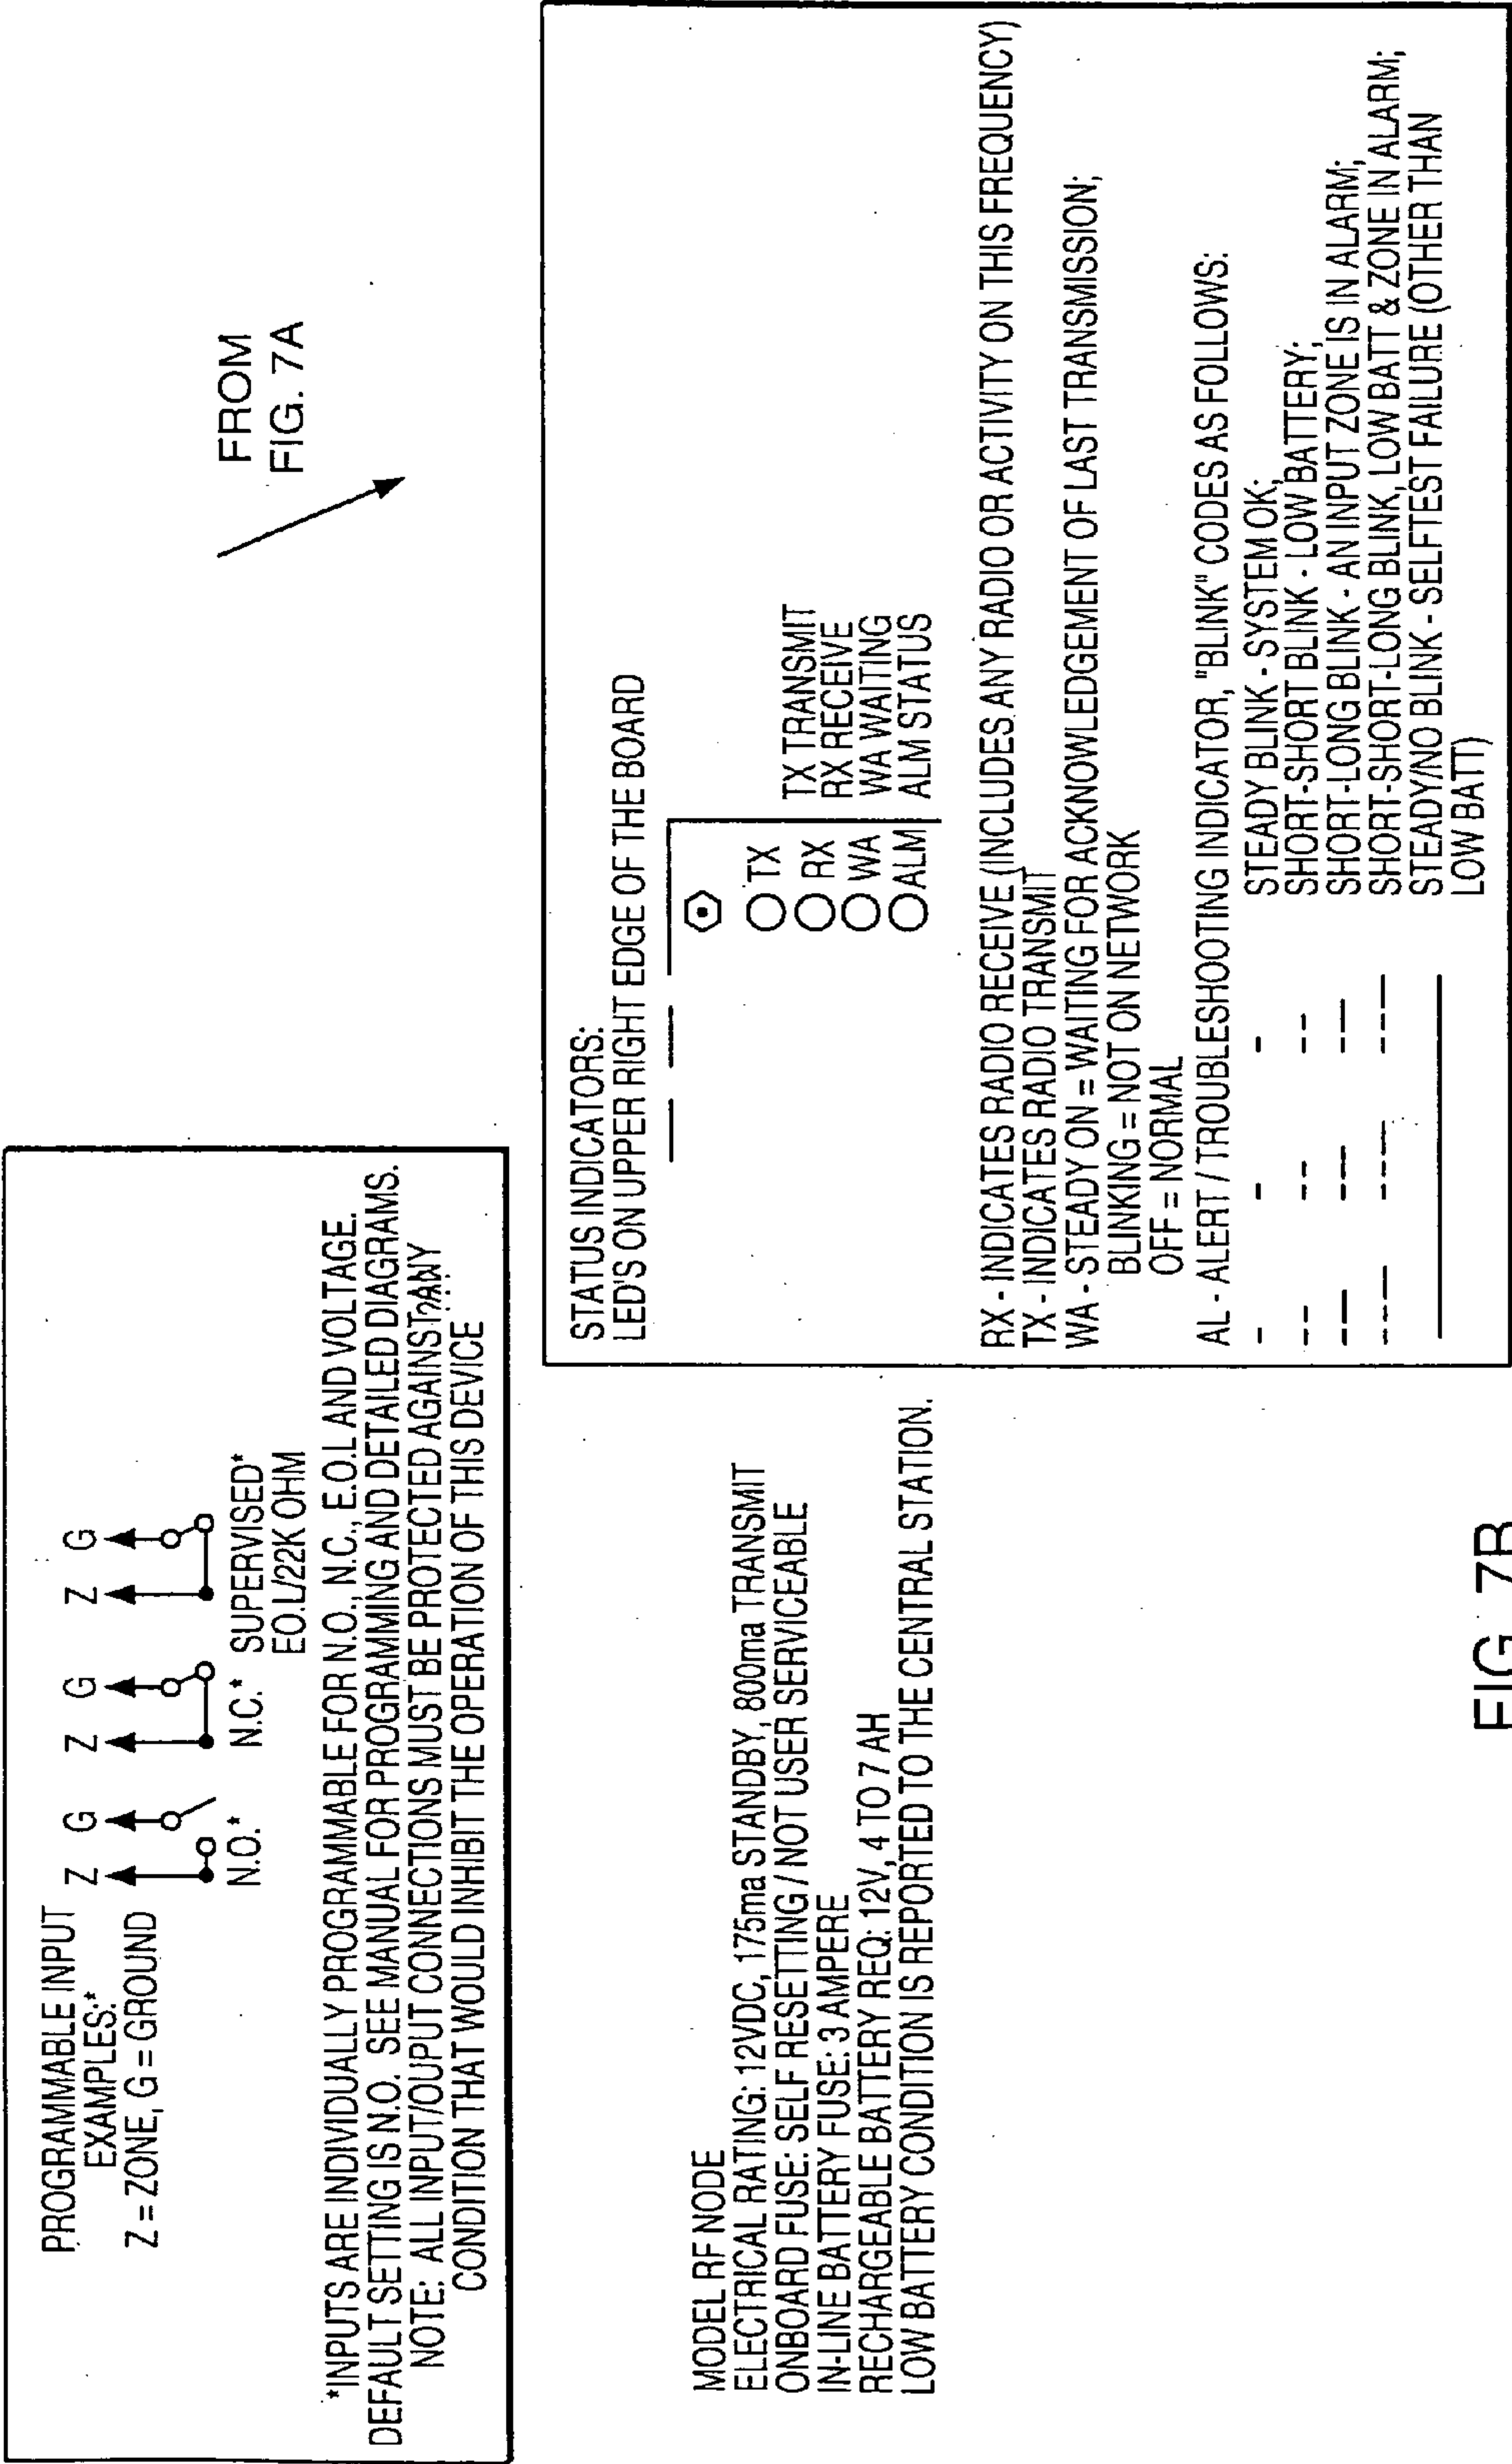 PROGRAMMABLE INPUT
EXAMPLES:*
Z = ZONE, G = GROUND
Z G Z G Z G
N.O.* N.C.* SUPERVISED*
EO.L/22K OHM
*INPUTS ARE INDIVIDUALLY PROGRAMMABLE FOR N.O., N.C., E.O.L AND VOLTAGE.
DEFAULT SETTING IS N.O. SEE MANUAL FOR PROGRAMMING AND DETAILED DIAGRAMS.
NOTE: ALL INPUT/OUPUT CONNECTIONS MUST BE PROTECTED AGAINST ANY
CONDITION THAT WOULD INHIBIT THE OPERATION OF THIS DEVICE
FROM
FIG. 7A
MODEL RF NODE
ELECTRICAL RATING: 12VDC, 175ma STANDBY, 800ma TRANSMIT
ONBOARD FUSE: SELF RESETTING / NOT USER SERVICEABLE
IN-LINE BATTERY FUSE: 3 AMPERE
RECHARGEABLE BATTERY REQ: 12V, 4 TO 7 AH
LOW BATTERY CONDITION IS REPORTED TO THE CENTRAL STATION.
STATUS INDICATORS:
LED'S ON UPPER RIGHT EDGE OF THE BOARD
TX TX TRANSMIT
RX RX RECEIVE
WA WA WAITING
ALM ALM STATUS
RX - INDICATES RADIO RECEIVE (INCLUDES ANY RADIO OR ACTIVITY ON THIS FREQUENCY)
TX - INDICATES RADIO TRANSMIT
WA - STEADY ON = WAITING FOR ACKNOWLEDGEMENT OF LAST TRANSMISSION;
BLINKING = NOT ON NETWORK
OFF = NORMAL
AL - ALERT / TROUBLESHOOTING INDICATOR, "BLINK" CODES AS FOLLOWS:
STEADY BLINK - SYSTEM OK;
SHORT-SHORT BLINK - LOW BATTERY;
SHORT-LONG BLINK - AN INPUT ZONE IS IN ALARM;
SHORT-SHORT-LONG BLINK, LOW BATT & ZONE IN ALARM;
STEADY/NO BLINK - SELFTEST FAILURE (OTHER THAN
LOW BATT)
FIG. 7B